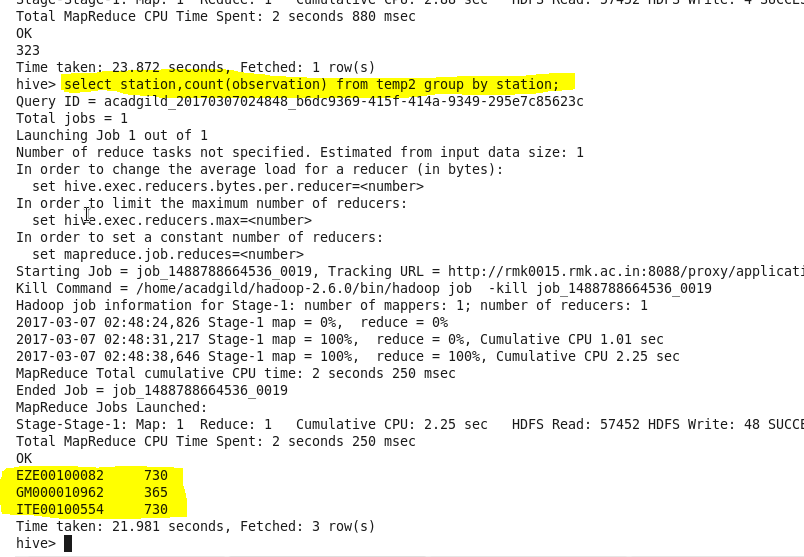 Stage-Stage-1: Map: 1  Reduce: 1   Cumulative CPU: 2.88 sec   HDFS Read: 57452 HDFS Write: 4 SUCCES
Total MapReduce CPU Time Spent: 2 seconds 880 msec
OK
323
Time taken: 23.872 seconds, Fetched: 1 row(s)
hive> select station,count(observation) from temp2 group by station;
Query ID = acadgild_20170307024848_b6dc9369-415f-414a-9349-295e7c85623c
Total jobs = 1
Launching Job 1 out of 1
Number of reduce tasks not specified. Estimated from input data size: 1
In order to change the average load for a reducer (in bytes):
  set hive.exec.reducers.bytes.per.reducer=<number>
In order to limit the maximum number of reducers:
  set hive.exec.reducers.max=<number>
In order to set a constant number of reducers:
  set mapreduce.job.reduces=<number>
Starting Job = job_1488788664536_0019, Tracking URL = http://rmk0015.rmk.ac.in:8088/proxy/applicati
Kill Command = /home/acadgild/hadoop-2.6.0/bin/hadoop job  -kill job_1488788664536_0019
Hadoop job information for Stage-1: number of mappers: 1; number of reducers: 1
2017-03-07 02:48:24,826 Stage-1 map = 0%,  reduce = 0%
2017-03-07 02:48:31,217 Stage-1 map = 100%,  reduce = 0%, Cumulative CPU 1.01 sec
2017-03-07 02:48:38,646 Stage-1 map = 100%,  reduce = 100%, Cumulative CPU 2.25 sec
MapReduce Total cumulative CPU time: 2 seconds 250 msec
Ended Job = job_1488788664536_0019
MapReduce Jobs Launched:
Stage-Stage-1: Map: 1  Reduce: 1   Cumulative CPU: 2.25 sec   HDFS Read: 57452 HDFS Write: 48 SUCCE
Total MapReduce CPU Time Spent: 2 seconds 250 msec
OK
EZE00100082     730
GM000010962     365
ITE00100554     730
Time taken: 21.981 seconds, Fetched: 3 row(s)
hive>